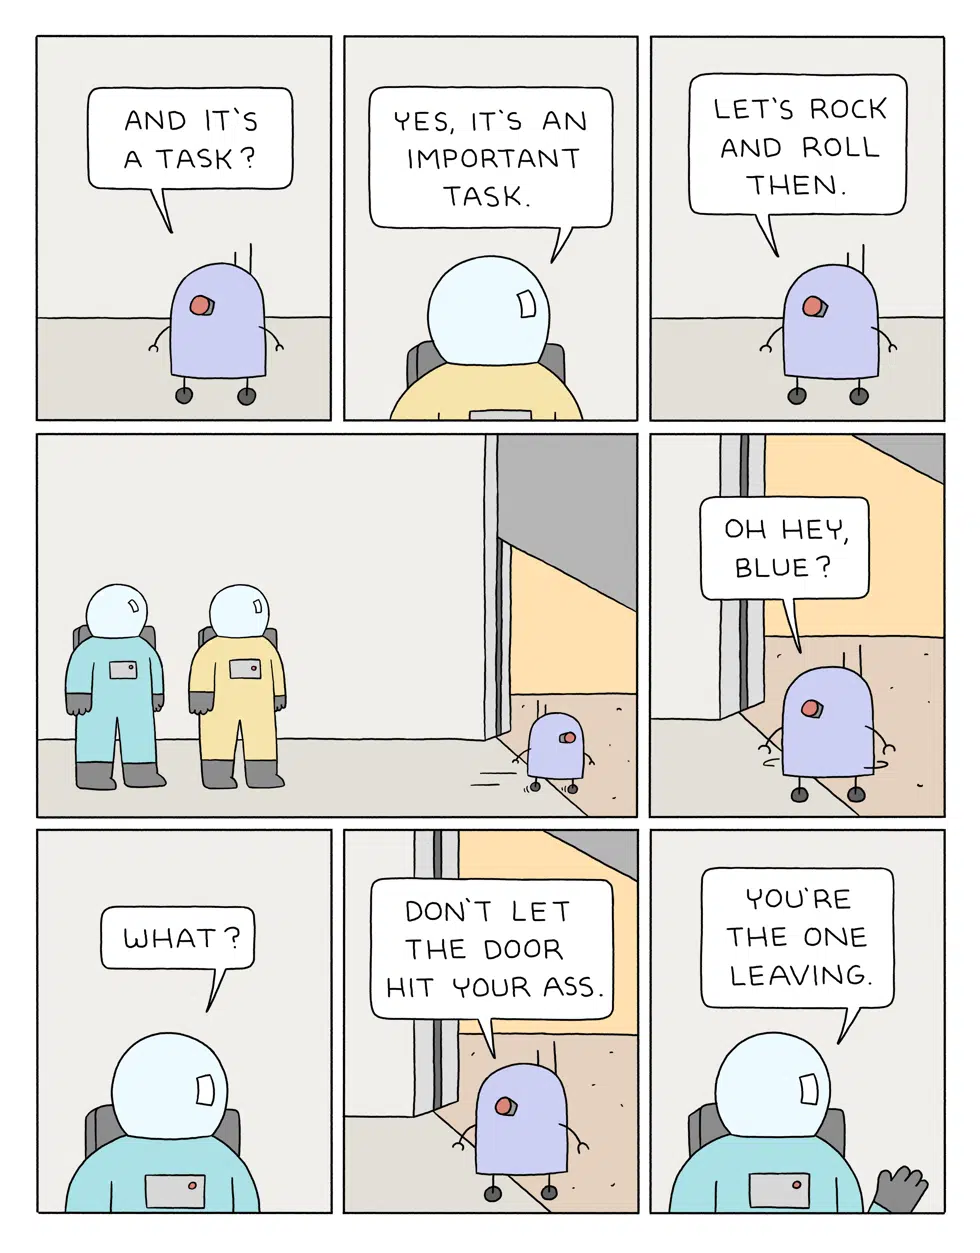 AND IT'S
A TASK?
YES, IT'S AN
IMPORTANT
TASK.
LET'S ROCK
AND ROLL
THEN.
OH HEY,
BLUE?
WHAT?
DON'T LET
THE DOOR
HIT YOUR ASS.
YOU'RE
THE ONE
LEAVING.